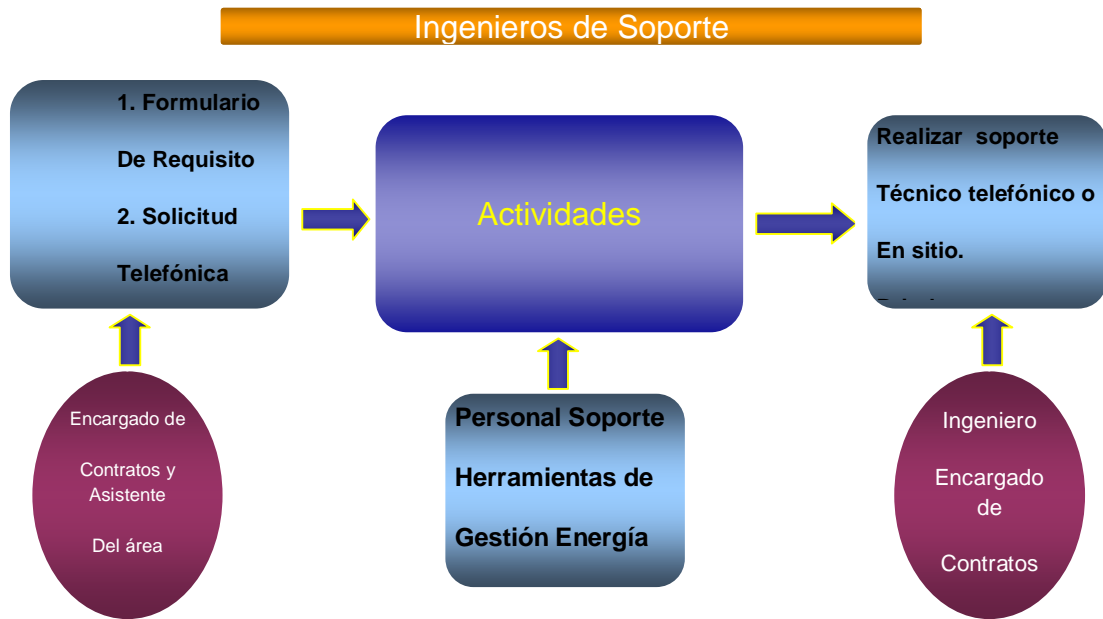 Ingenieros de Soporte
1. Formulario
De Requisito
2. Solicitud
Telefónica
Actividades
Realizar soporte
Técnico telefónico o
En sitio.
Encargado de
Contratos y
Asistente
Del área
Personal Soporte
Herramientas de
Gestión Energía
Ingeniero
Encargado
de
Contratos